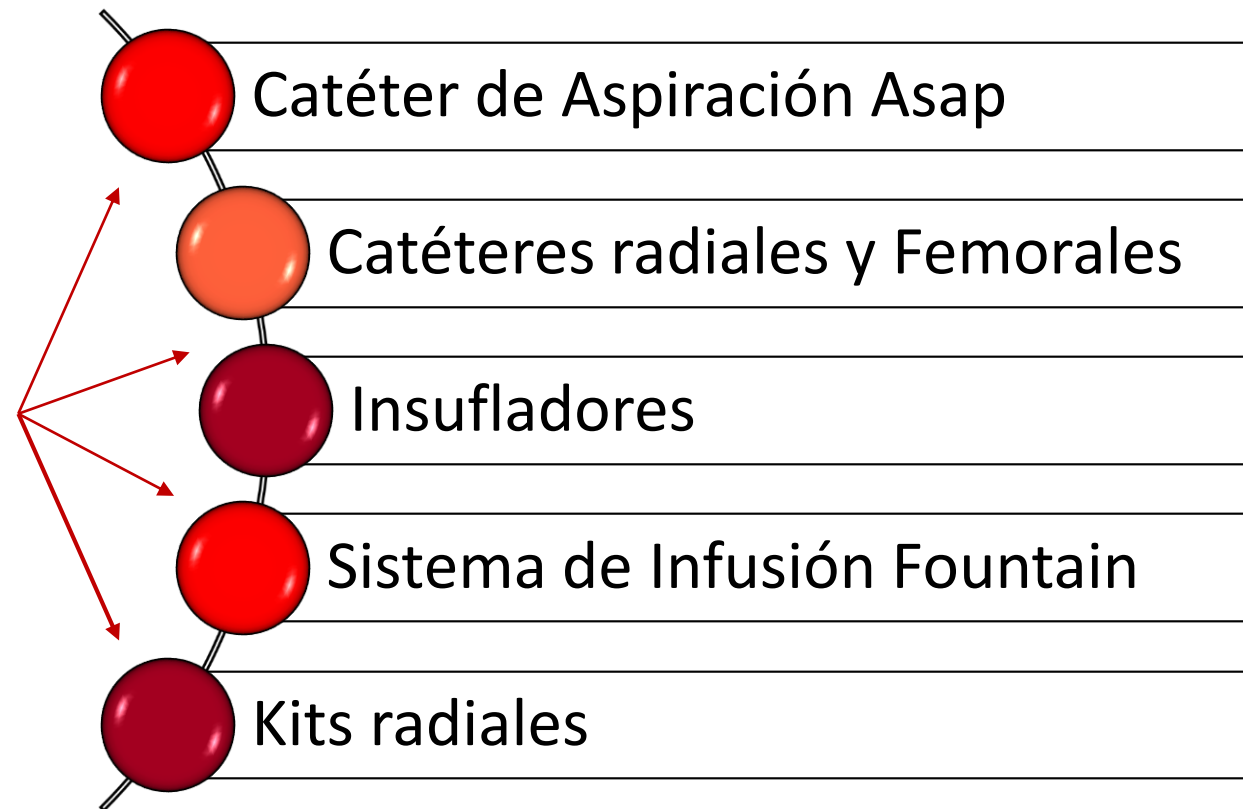 Catéter de Aspiración Asap
Catéteres radiales y Femorales
Insufladores
Sistema de Infusión Fountain
Kits radiales